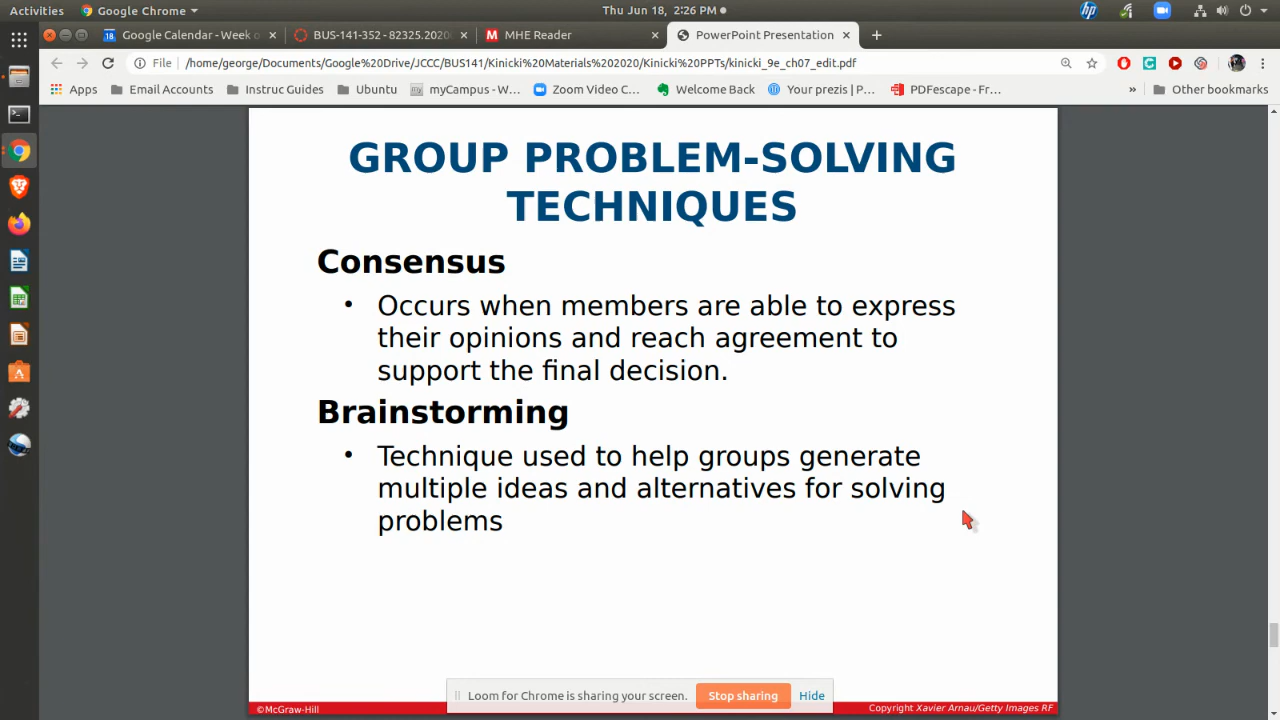 Activities
Google Chrome
Thu Jun 18, 2:26 PM
Google Calendar - Week o
BUS-141-352 - 82325.2020
MHE Reader
PowerPoint Presentation
File
/home/george/Documents/Google%20Drive/JCCC/BUS141/Kinicki%20Materials%202020/Kinicki%20PPTs/kinicki_9e_ch07_edit.pdf
Apps
Email Accounts
Instruc Guides
Ubuntu
myCampus - W...
Zoom Video C...
Welcome Back
Your prezis | P...
PDFescape - Fr...
»
Other bookmarks
GROUP PROBLEM-SOLVING
TECHNIQUES
Consensus
• Occurs when members are able to express
their opinions and reach agreement to
support the final decision.
Brainstorming
• Technique used to help groups generate
multiple ideas and alternatives for solving
problems
Loom for Chrome is sharing your screen.
Stop sharing
Hide
©McGraw-Hill
Copyright Xavier Arnau/Getty Images RF